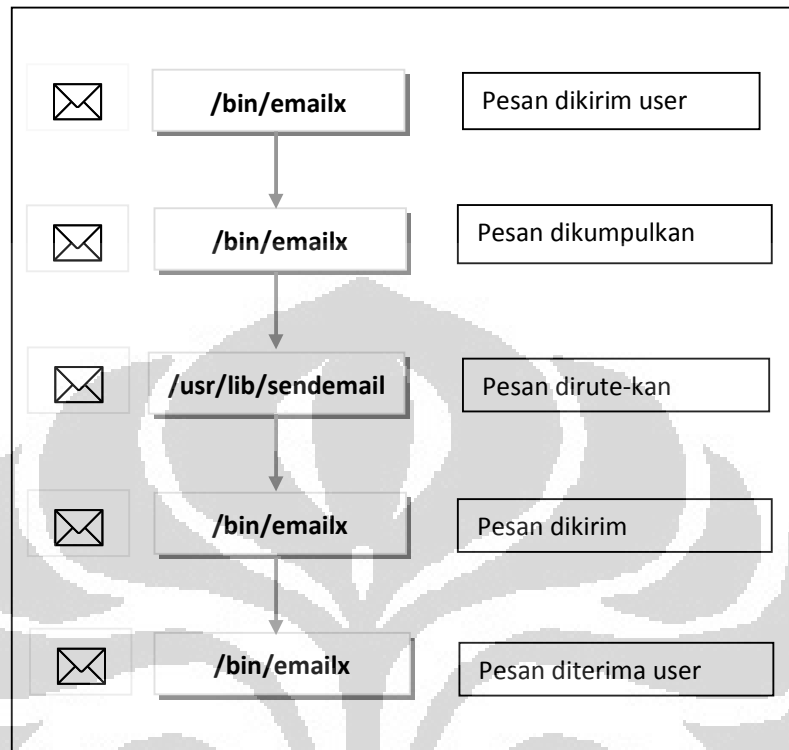 /bin/emailx
Pesan dikirim user
/bin/emailx
Pesan dikumpulkan
/usr/lib/sendemail
Pesan dirute-kan
/bin/emailx
Pesan dikirim
/bin/emailx
Pesan diterima user